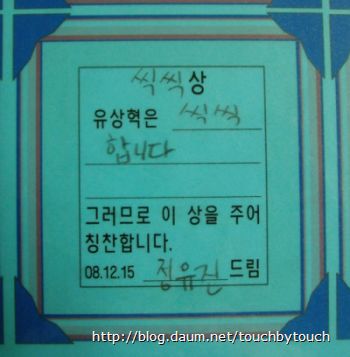 씩씩상
유상혁은 씩씩
합니다
그러므로 이 상을 주어
칭찬합니다.
08.12.15 정유진 드림
http://blog.daum.net/touchbytouch